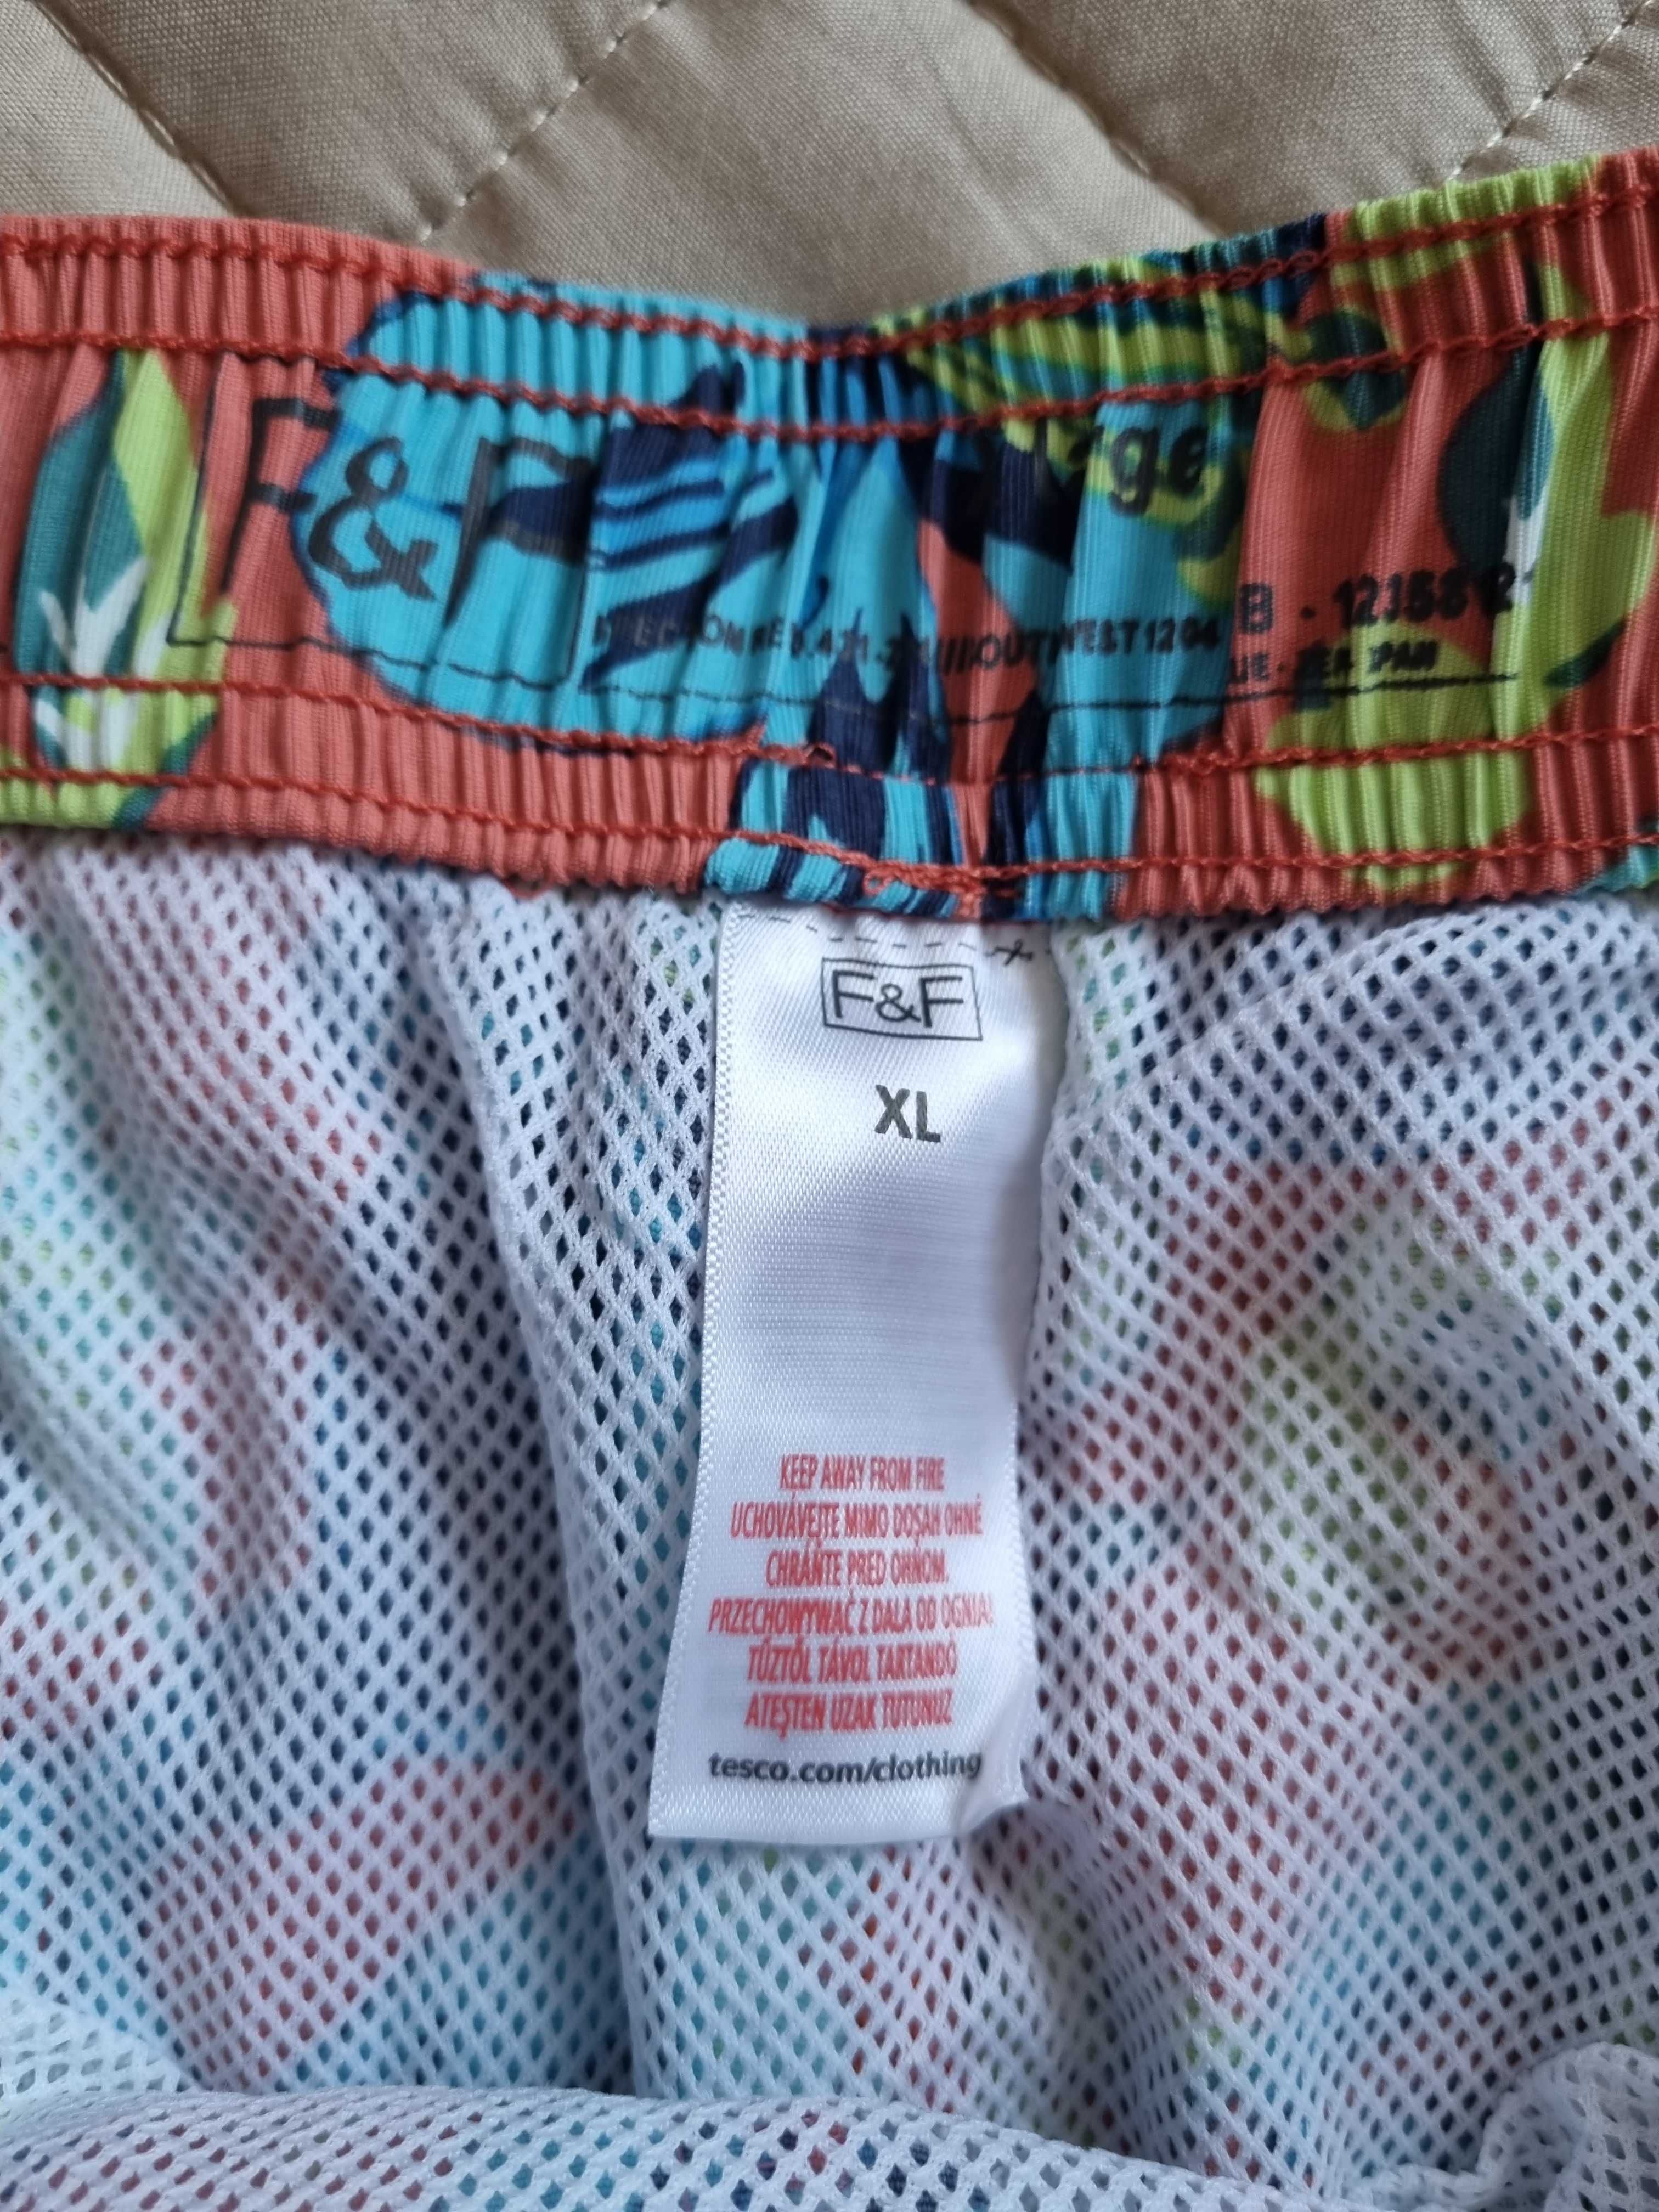 F&F
F&F
XL
KEEP AWAY FROM FIRE
UCHOVÁVEJTE MIMO DOSAH OHNĚ
CHRÁŇTE PRED OHŇOM.
PRZECHOWYWAĆ Z DALA OD OGNIA!
TŰZTŐL TÁVOL TARTANDÓ
ATEŞTEN UZAK TUTUNUZ
tesco.com/clothing